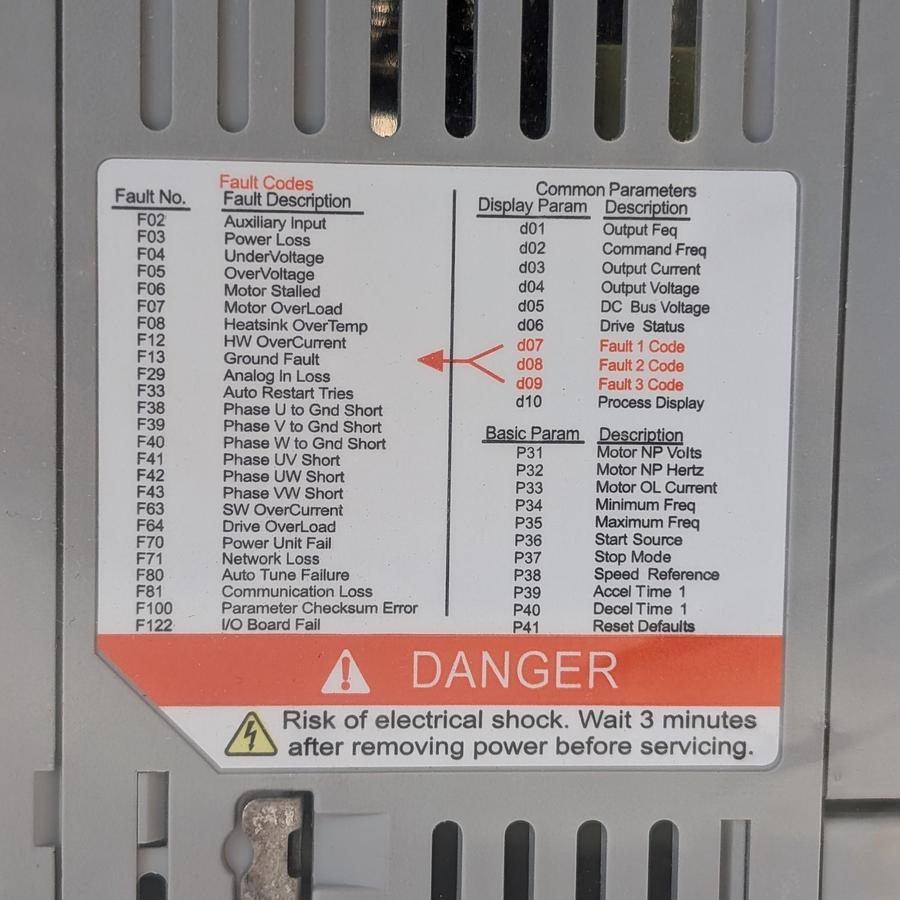 Fault Codes
Fault No. Fault Description
F02 Auxiliary Input
F03 Power Loss
F04 UnderVoltage
F05 OverVoltage
F06 Motor Stalled
F07 Motor OverLoad
F08 Heatsink OverTemp
F12 HW OverCurrent
F13 Ground Fault
F29 Analog In Loss
F33 Auto Restart Tries
F38 Phase U to Gnd Short
F39 Phase V to Gnd Short
F40 Phase W to Gnd Short
F41 Phase UV Short
F42 Phase UW Short
F43 Phase VW Short
F63 SW OverCurrent
F64 Drive OverLoad
F70 Power Unit Fail
F71 Network Loss
F80 Auto Tune Failure
F81 Communication Loss
F100 Parameter Checksum Error
F122 I/O Board Fail
Common Parameters
Display Param Description
d01 Output Feq
d02 Command Freq
d03 Output Current
d04 Output Voltage
d05 DC Bus Voltage
d06 Drive Status
d07 Fault 1 Code
d08 Fault 2 Code
d09 Fault 3 Code
d10 Process Display
Basic Param Description
P31 Motor NP Volts
P32 Motor NP Hertz
P33 Motor OL Current
P34 Minimum Freq
P35 Maximum Freq
P36 Start Source
P37 Stop Mode
P38 Speed Reference
P39 Accel Time 1
P40 Decel Time 1
P41 Reset Defaults
DANGER
Risk of electrical shock. Wait 3 minutes
after removing power before servicing.